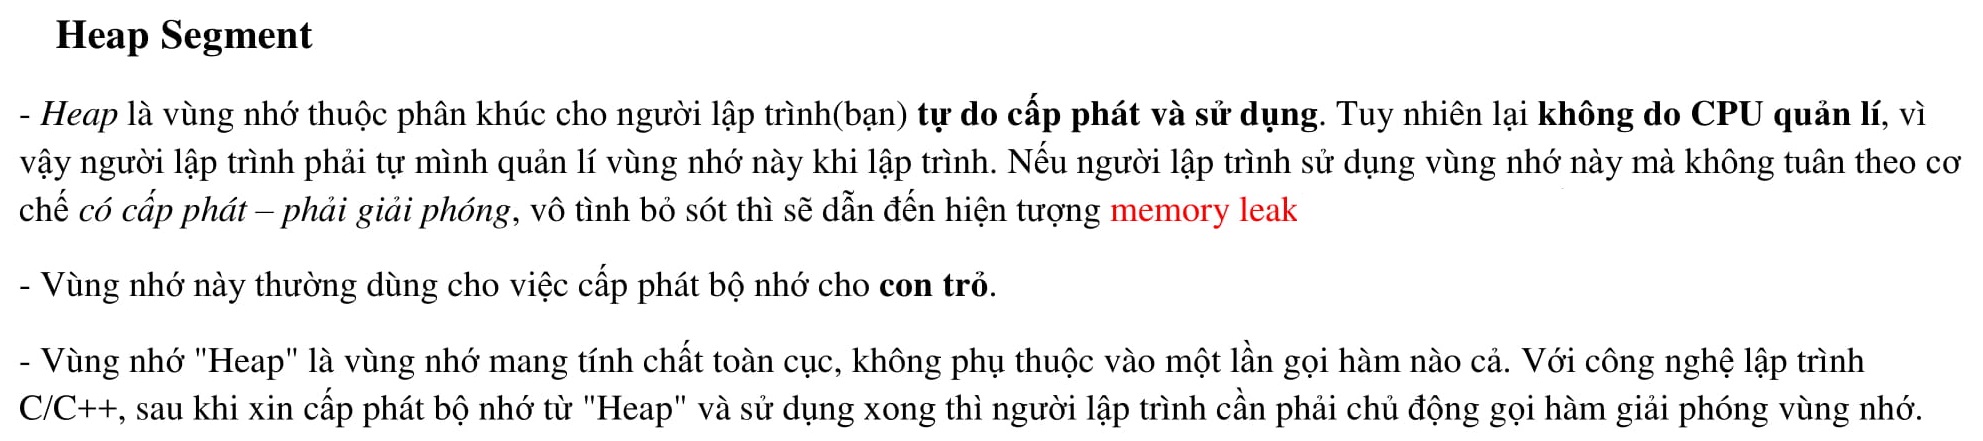 Heap Segment
- Heap là vùng nhớ thuộc phân khúc cho người lập trình(bạn) tự do cấp phát và sử dụng. Tuy nhiên lại không do CPU quản lí, vì
vậy người lập trình phải tự mình quản lí vùng nhớ này khi lập trình. Nếu người lập trình sử dụng vùng nhớ này mà không tuân theo cơ
chế có cấp phát – phải giải phóng, vô tình bỏ sót thì sẽ dẫn đến hiện tượng memory leak
- Vùng nhớ này thường dùng cho việc cấp phát bộ nhớ cho con trỏ.
- Vùng nhớ "Heap" là vùng nhớ mang tính chất toàn cục, không phụ thuộc vào một lần gọi hàm nào cả. Với công nghệ lập trình
C/C++, sau khi xin cấp phát bộ nhớ từ "Heap" và sử dụng xong thì người lập trình cần phải chủ động gọi hàm giải phóng vùng nhớ.